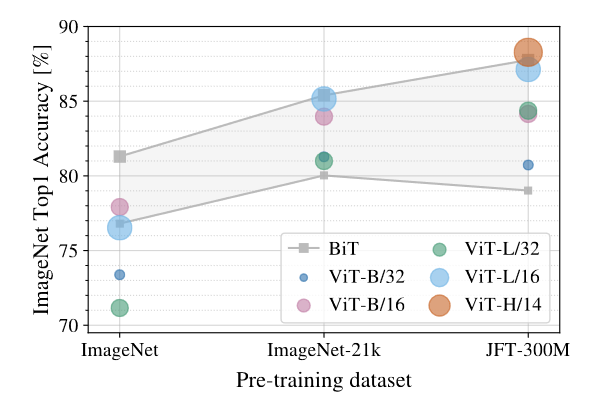 ImageNet Top1 Accuracy [%]
90
85
80
75
70
BiT
ViT-B/32
ViT-B/16
ViT-L/32
ViT-L/16
ViT-H/14
ImageNet
ImageNet-21k
JFT-300M
Pre-training dataset